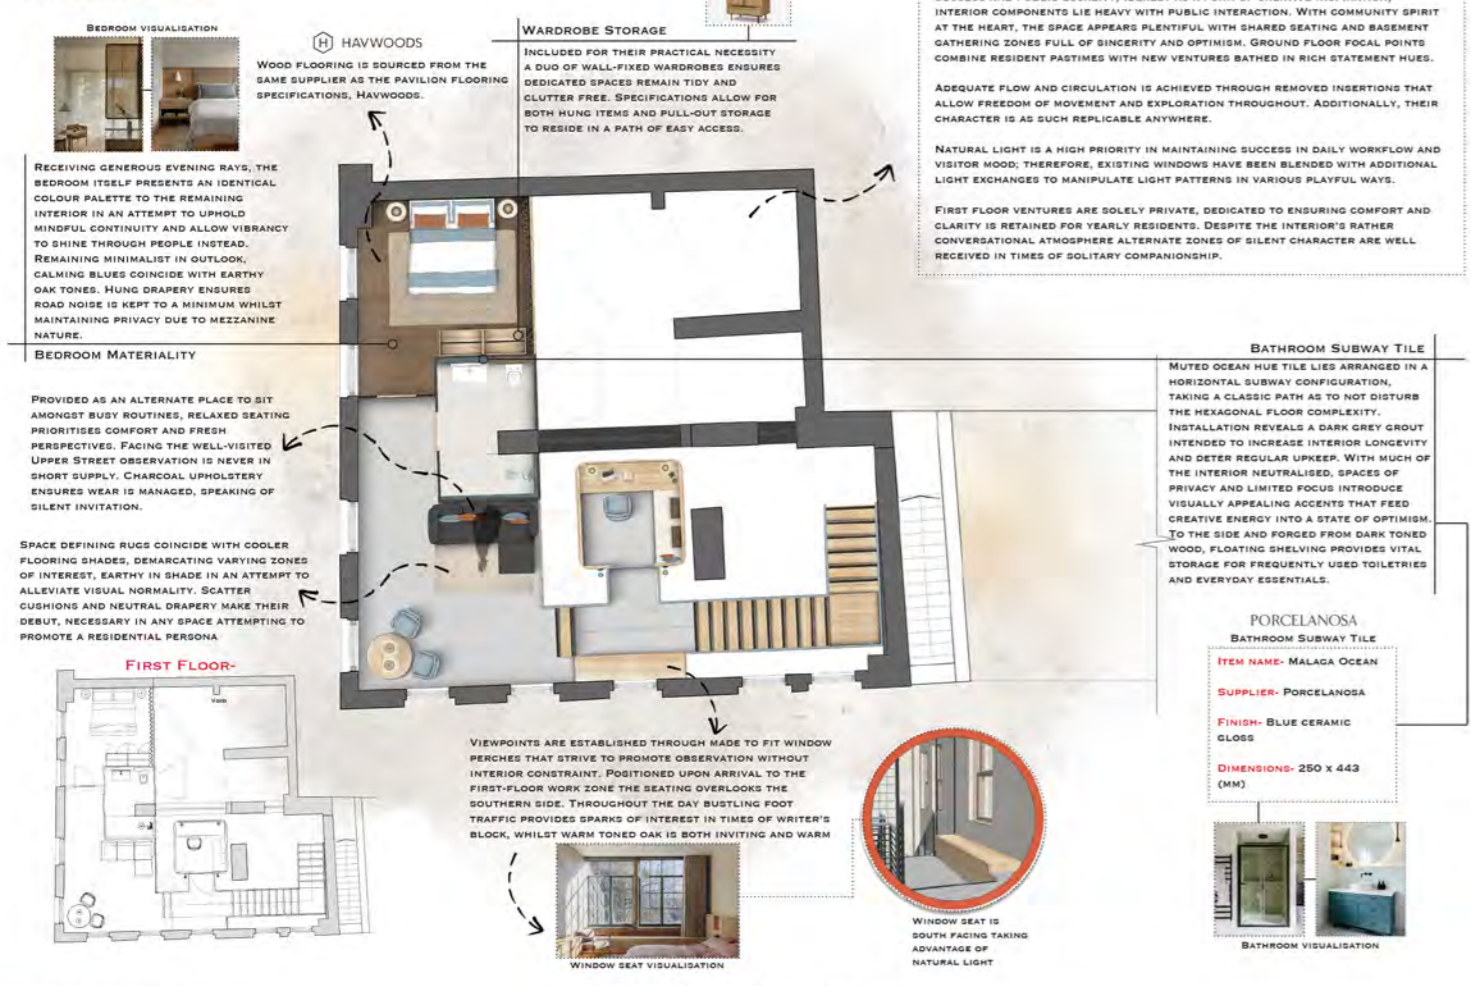 BEDROOM VISUALISATION
RECEIVING GENEROUS EVENING RAYS, THE
BEDROOM ITSELF PRESENTS AN IDENTICAL
COLOUR PALETTE TO THE REMAINING
INTERIOR IN AN ATTEMPT TO UPHOLD
MINDFUL CONTINUITY AND ALLOW VIBRANCY
TO SHINE THROUGH PEOPLE INSTEAD.
REMAINING MINIMALIST IN OUTLOOK,
CALMING BLUES COINCIDE WITH EARTHY
OAK TONES. HUNG DRAPERY ENSURES
ROAD NOISE IS KEPT TO A MINIMUM WHILST
MAINTAINING PRIVACY DUE TO MEZZANINE
NATURE.
BEDROOM MATERIALITY
H HAVWOODS
WOOD FLOORING IS SOURCED FROM THE
SAME SUPPLIER AS THE PAVILION FLOORING
SPECIFICATIONS, HAVWOODS.
WARDROBE STORAGE
INCLUDED FOR THEIR PRACTICAL NECESSITY
A DUO OF WALL-FIXED WARDROBES ENSURES
DEDICATED SPACES REMAIN TIDY AND
CLUTTER FREE. SPECIFICATIONS ALLOW FOR
BOTH HUNG ITEMS AND PULL-OUT STORAGE
TO RESIDE IN A PATH OF EASY ACCESS.
INTERIOR COMPONENTS LIE HEAVY WITH PUBLIC INTERACTION. WITH COMMUNITY SPIRIT
AT THE HEART, THE SPACE APPEARS PLENTIFUL WITH SHARED SEATING AND BASEMENT
GATHERING ZONES FULL OF SINCERITY AND OPTIMISM. GROUND FLOOR FOCAL POINTS
COMBINE RESIDENT PASTIMES WITH NEW VENTURES BATHED IN RICH STATEMENT HUES.
ADEQUATE FLOW AND CIRCULATION IS ACHIEVED THROUGH REMOVED INSERTIONS THAT
ALLOW FREEDOM OF MOVEMENT AND EXPLORATION THROUGHOUT. ADDITIONALLY, THEIR
CHARACTER IS AS SUCH REPLICABLE ANYWHERE.
NATURAL LIGHT IS A HIGH PRIORITY IN MAINTAINING SUCCESS IN DAILY WORKFLOW AND
VISITOR MOOD; THEREFORE, EXISTING WINDOWS HAVE BEEN BLENDED WITH ADDITIONAL
LIGHT EXCHANGES TO MANIPULATE LIGHT PATTERNS IN VARIOUS PLAYFUL WAYS.
FIRST FLOOR VENTURES ARE SOLELY PRIVATE, DEDICATED TO ENSURING COMFORT AND
CLARITY IS RETAINED FOR YEARLY RESIDENTS. DESPITE THE INTERIOR'S RATHER
CONVERSATIONAL ATMOSPHERE ALTERNATE ZONES OF SILENT CHARACTER ARE WELL
RECEIVED IN TIMES OF SOLITARY COMPANIONSHIP.
PROVIDED AS AN ALTERNATE PLACE TO SIT
AMONGST BUSY ROUTINES, RELAXED SEATING
PRIORITISES COMFORT AND FRESH
PERSPECTIVES. FACING THE WELL-VISITED
UPPER STREET OBSERVATION IS NEVER IN
SHORT SUPPLY. CHARCOAL UPHOLSTERY
ENSURES WEAR IS MANAGED, SPEAKING OF
SILENT INVITATION.
SPACE DEFINING RUGS COINCIDE WITH COOLER
FLOORING SHADES, DEMARCATING VARYING ZONES
OF INTEREST, EARTHY IN SHADE IN AN ATTEMPT TO
ALLEVIATE VISUAL NORMALITY. SCATTER
CUSHIONS AND NEUTRAL DRAPERY MAKE THEIR
DEBUT, NECESSARY IN ANY SPACE ATTEMPTING TO
PROMOTE A RESIDENTIAL PERSONA
FIRST FLOOR-
VOID
BATHROOM SUBWAY TILE
MUTED OCEAN HUE TILE LIES ARRANGED IN A
HORIZONTAL SUBWAY CONFIGURATION,
TAKING A CLASSIC PATH AS TO NOT DISTURB
THE HEXAGONAL FLOOR COMPLEXITY.
INSTALLATION REVEALS A DARK GREY GROUT
INTENDED TO INCREASE INTERIOR LONGEVITY
AND DETER REGULAR UPKEEP. WITH MUCH OF
THE INTERIOR NEUTRALISED, SPACES OF
PRIVACY AND LIMITED FOCUS INTRODUCE
VISUALLY APPEALING ACCENTS THAT FEED
CREATIVE ENERGY INTO A STATE OF OPTIMISM.
TO THE SIDE AND FORGED FROM DARK TONED
WOOD, FLOATING SHELVING PROVIDES VITAL
STORAGE FOR FREQUENTLY USED TOILETRIES
AND EVERYDAY ESSENTIALS.
PORCELANOSA
BATHROOM SUBWAY TILE
ITEM NAME- MALAGA OCEAN
SUPPLIER- PORCELANOSA
FINISH- BLUE CERAMIC
GLOSS
DIMENSIONS- 250 X 443
(MM)
BATHROOM VISUALISATION
VIEWPOINTS ARE ESTABLISHED THROUGH MADE TO FIT WINDOW
PERCHES THAT STRIVE TO PROMOTE OBSERVATION WITHOUT
INTERIOR CONSTRAINT. POSITIONED UPON ARRIVAL TO THE
FIRST-FLOOR WORK ZONE THE SEATING OVERLOOKS THE
SOUTHERN SIDE. THROUGHOUT THE DAY BUSTLING FOOT
TRAFFIC PROVIDES SPARKS OF INTEREST IN TIMES OF WRITER'S
BLOCK, WHILST WARM TONED OAK IS BOTH INVITING AND WARM
WINDOW SEAT VISUALISATION
WINDOW SEAT IS
SOUTH FACING TAKING
ADVANTAGE OF
NATURAL LIGHT